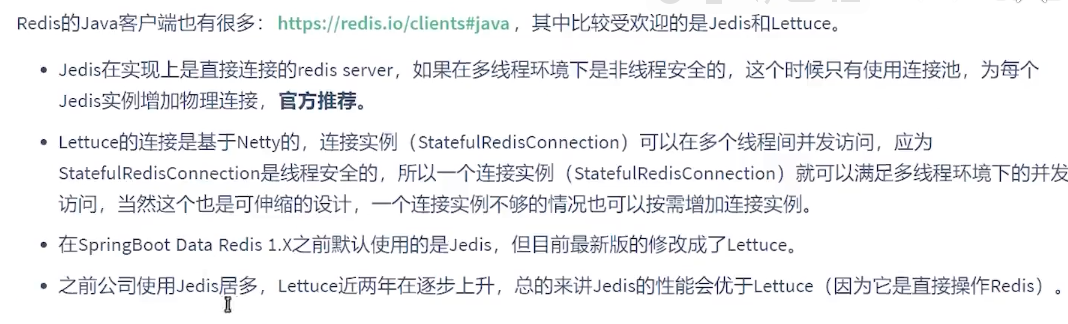 Redis的Java客户端也有很多：https://redis.io/clients#java，其中比较受欢迎的是Jedis和Lettuce。
• Jedis在实现上是直接连接的redis server，如果在多线程环境下是非线程安全的，这个时候只有使用连接池，为每个
Jedis实例增加物理连接，官方推荐。
• Lettuce的连接是基于Netty的，连接实例（StatefulRedisConnection）可以在多个线程间并发访问，应为
StatefulRedisConnection是线程安全的，所以一个连接实例（StatefulRedisConnection）就可以满足多线程环境下的并发
访问，当然这个也是可伸缩的设计，一个连接实例不够的情况也可以按需增加连接实例。
• 在SpringBoot Data Redis 1.X之前默认使用的是Jedis，但目前最新版的修改成了Lettuce。
• 之前公司使用Jedis居多，Lettuce近两年在逐步上升，总的来讲Jedis的性能会优于Lettuce（因为它是直接操作Redis）。